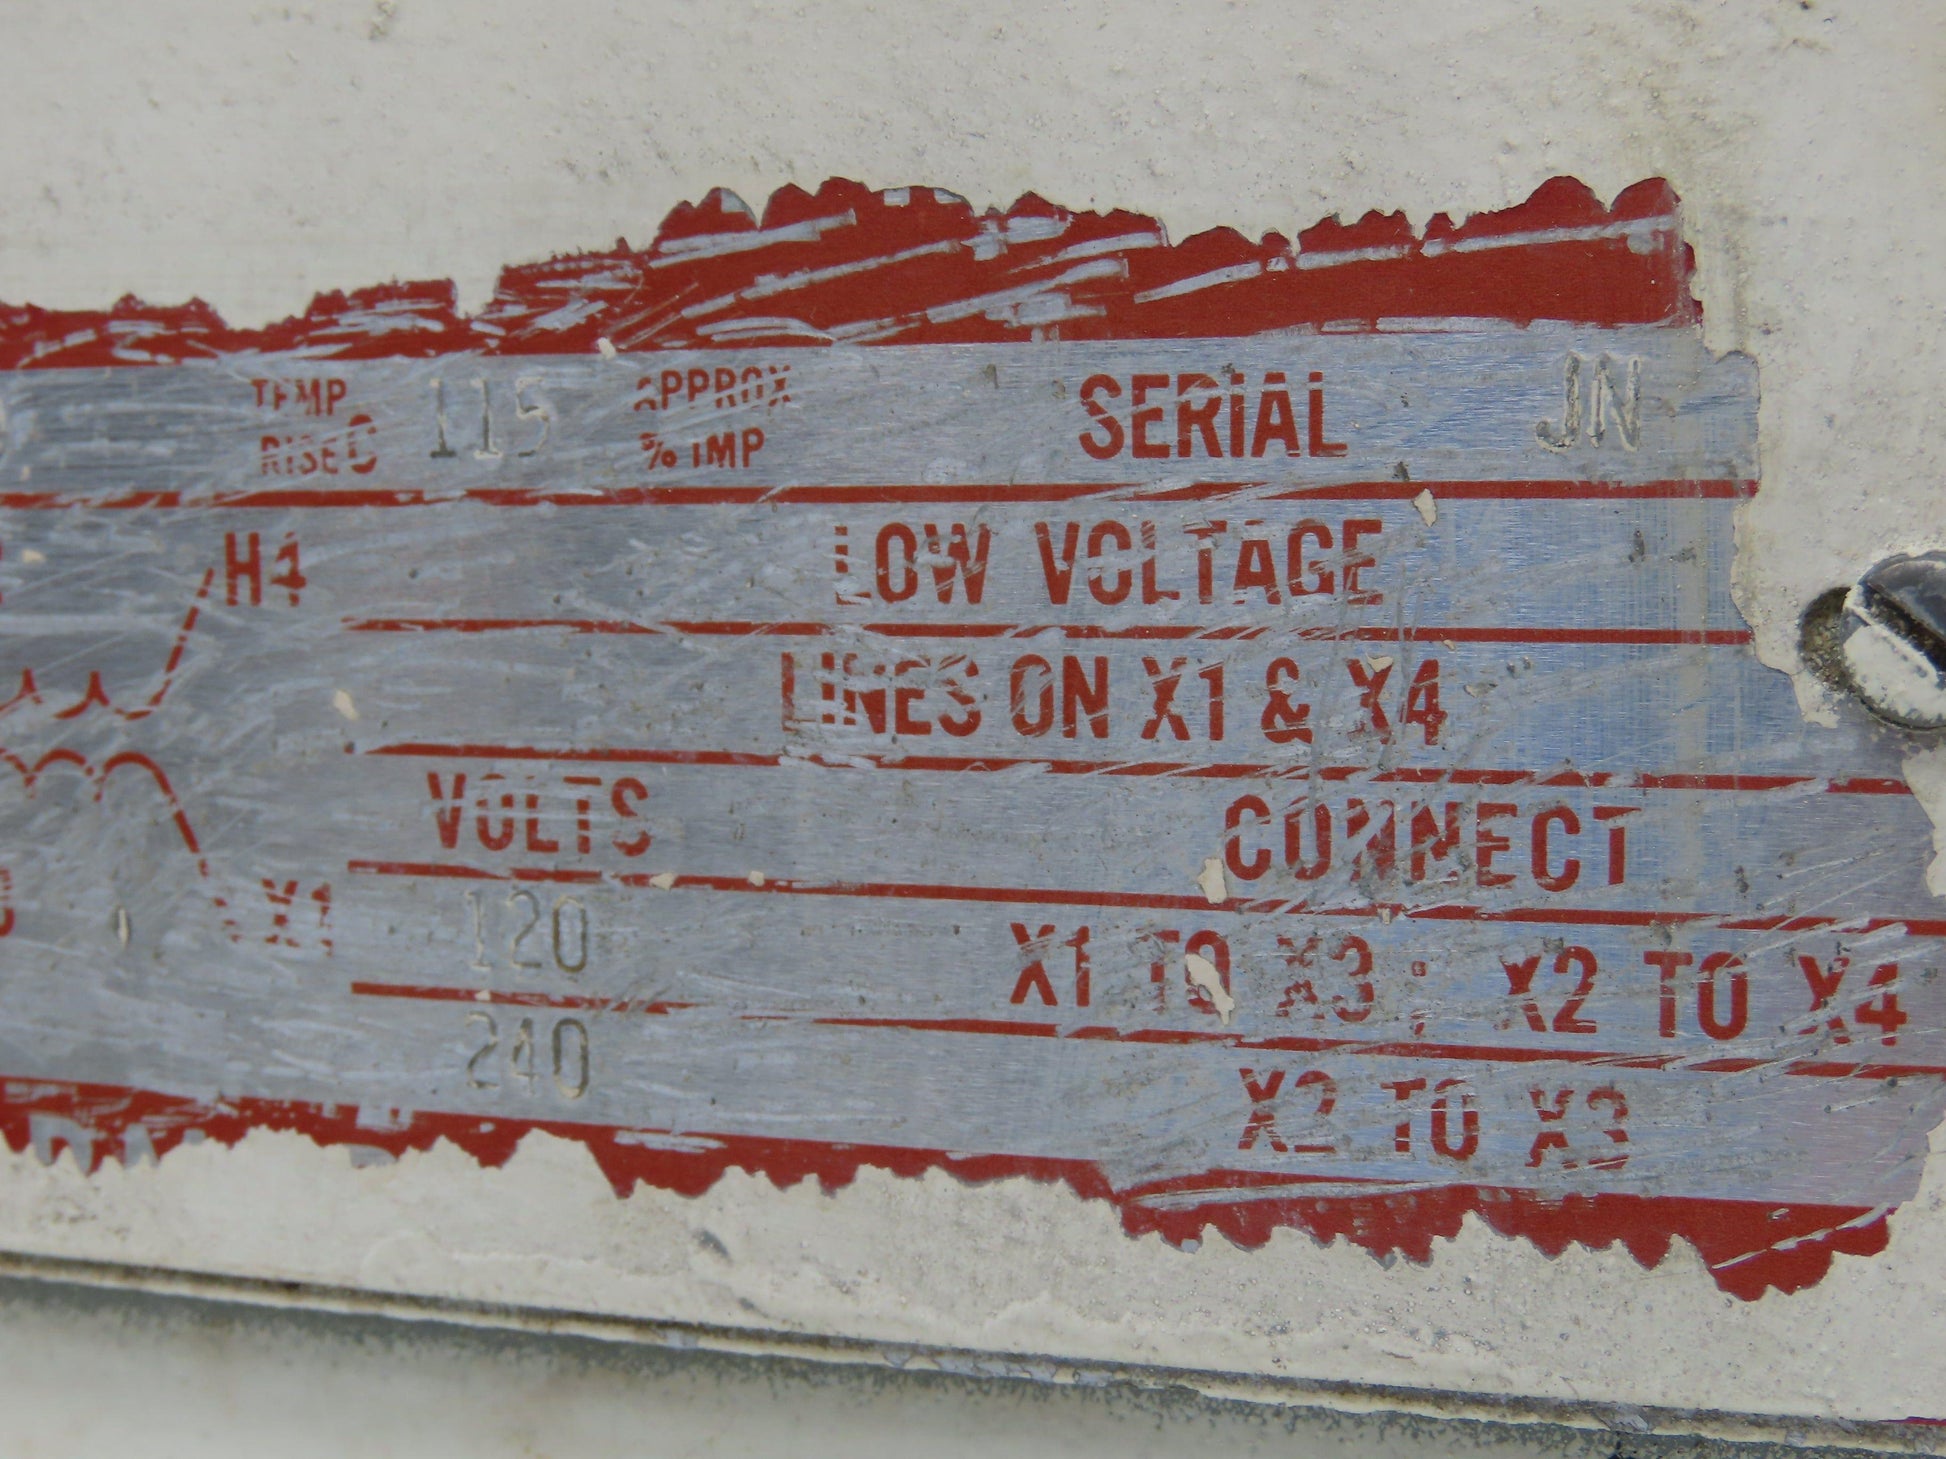 TEMP RISE C 115 APPROX % IMP SERIAL JN
H4
LOW VOLTAGE
LINES ON X1 & X4
VOLTS CONNECT
X1
120 X1 TO X3; X2 TO X4
240 X2 TO X3